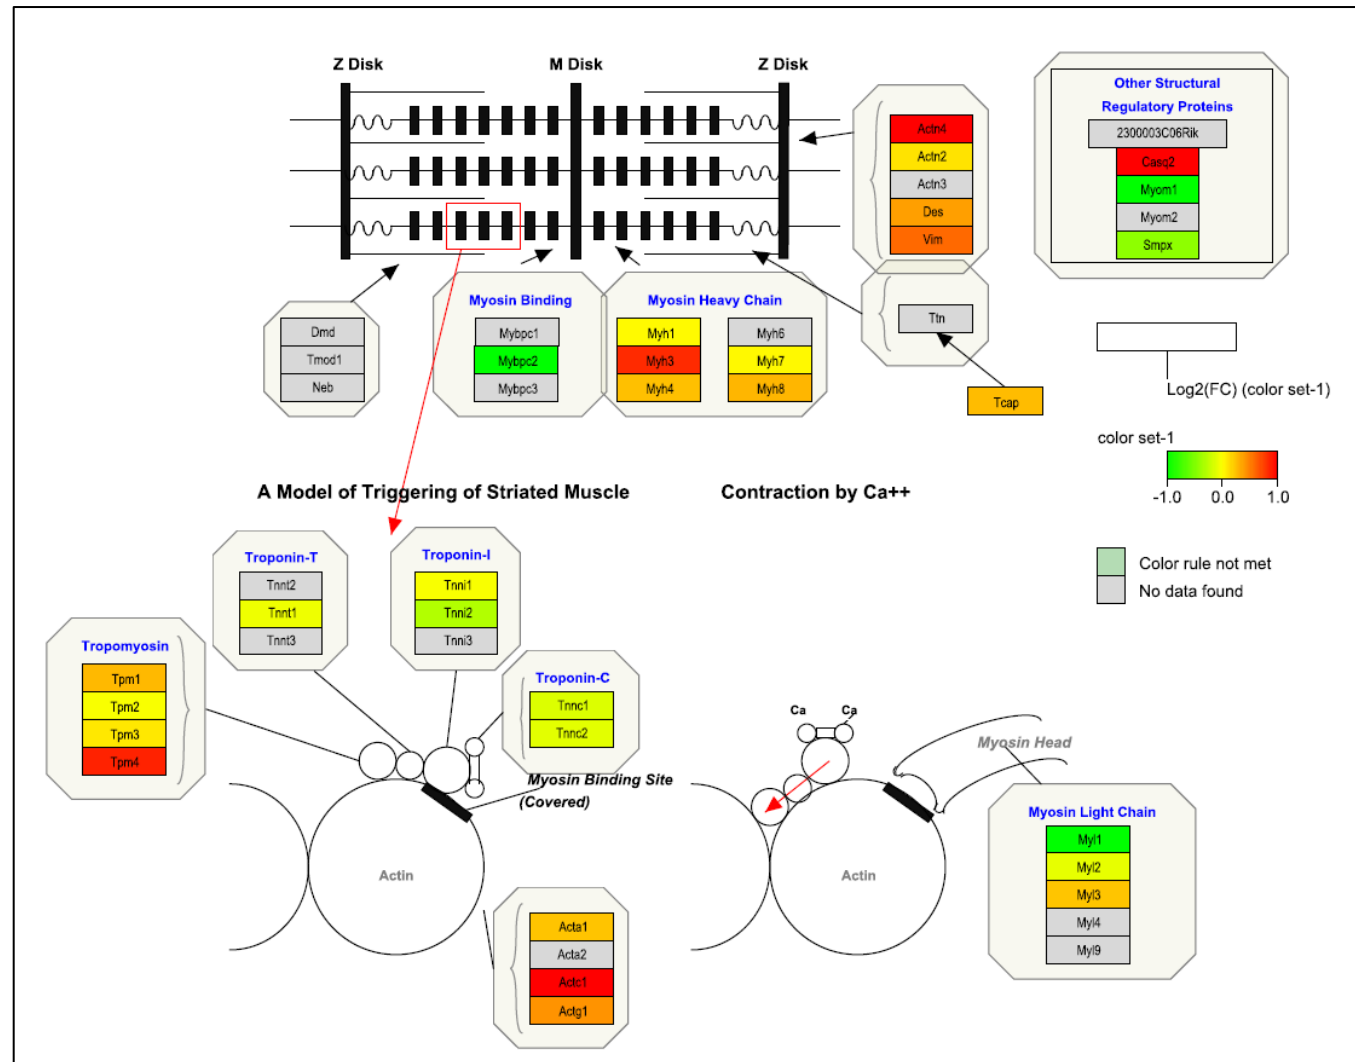 Z Disk
M Disk
Z Disk
Actn4
Actn2
Actn3
Des
Vim
Other Structural
Regulatory Proteins
2300003C06Rik
Casq2
Myom1
Myom2
Smpx
Dmd
Tmod1
Neb
Myosin Binding
Mybpc1
Mybpc2
Mybpc3
Myosin Heavy Chain
Myh1
Myh3
Myh4
Myh6
Myh7
Myh8
Ttn
Tcap
Log2(FC) (color set-1)
color set-1
-1.0 0.0 1.0
Color rule not met
No data found
A Model of Triggering of Striated Muscle Contraction by Ca++
Troponin-T
Tnnt2
Tnnt1
Tnnt3
Troponin-I
Tnni1
Tnni2
Tnni3
Tropomyosin
Tpm1
Tpm2
Tpm3
Tpm4
Troponin-C
Tnnc1
Tnnc2
Myosin Binding Site
(Covered)
Actin
Acta1
Acta2
Actc1
Actg1
Ca Ca
Myosin Head
Actin
Myosin Light Chain
Myl1
Myl2
Myl3
Myl4
Myl9